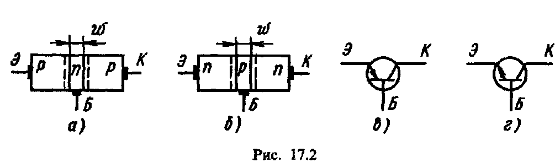 w w
Э p n p К Э n p n К Э К Э К
Б Б Б Б
а) б) в) г)
Рис. 17.2